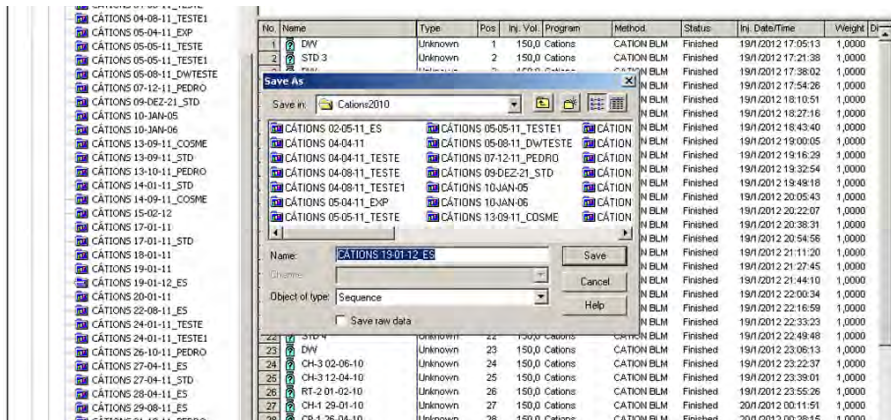 CÁTIONS 04-08-11_TESTE1
CÁTIONS 05-04-11_EXP
CÁTIONS 05-05-11_TESTE
CÁTIONS 05-05-11_TESTE1
CÁTIONS 05-08-11_DWTESTE
CÁTIONS 07-12-11_PEDRO
CÁTIONS 09-DEZ-21_STD
CÁTIONS 10-JAN-05
CÁTIONS 10-JAN-06
CÁTIONS 13-09-11_COSME
CÁTIONS 13-09-11_STD
CÁTIONS 13-10-11_PEDRO
CÁTIONS 14-01-11_STD
CÁTIONS 14-09-11_COSME
CÁTIONS 15-02-12
CÁTIONS 17-01-11
CÁTIONS 17-01-11_STD
CÁTIONS 18-01-11
CÁTIONS 19-01-11
CÁTIONS 19-01-12_ES
CÁTIONS 20-01-11
CÁTIONS 22-08-11_ES
CÁTIONS 24-01-11_TESTE
CÁTIONS 24-01-11_TESTE1
CÁTIONS 26-10-11_PEDRO
CÁTIONS 27-04-11_ES
CÁTIONS 27-04-11_STD
CÁTIONS 28-04-11_ES
CÁTIONS 29-08-11_ES
No. Name Type Pos Inj. Vol. Program Method Status Inj. Date/Time Weight Di
1 DW Unknown 1 150,0 Cations CATION BLM Finished 19/1/2012 17:05:13 1,0000
2 STD 3 Unknown 2 150,0 Cations CATION BLM Finished 19/1/2012 17:21:38 1,0000
N BLM Finished 19/1/2012 17:38:02 1,0000
N BLM Finished 19/1/2012 17:54:26 1,0000
N BLM Finished 19/1/2012 18:10:51 1,0000
N BLM Finished 19/1/2012 18:27:16 1,0000
N BLM Finished 19/1/2012 18:43:40 1,0000
N BLM Finished 19/1/2012 19:00:05 1,0000
N BLM Finished 19/1/2012 19:16:29 1,0000
N BLM Finished 19/1/2012 19:32:54 1,0000
N BLM Finished 19/1/2012 19:49:18 1,0000
N BLM Finished 19/1/2012 20:05:43 1,0000
N BLM Finished 19/1/2012 20:22:07 1,0000
N BLM Finished 19/1/2012 20:38:31 1,0000
N BLM Finished 19/1/2012 20:54:56 1,0000
N BLM Finished 19/1/2012 21:11:20 1,0000
N BLM Finished 19/1/2012 21:27:45 1,0000
N BLM Finished 19/1/2012 21:44:10 1,0000
N BLM Finished 19/1/2012 22:00:34 1,0000
N BLM Finished 19/1/2012 22:16:59 1,0000
N BLM Finished 19/1/2012 22:33:23 1,0000
22 STD 4 Unknown 22 150,0 Cations CATION BLM Finished 19/1/2012 22:49:48 1,0000
23 DW Unknown 23 150,0 Cations CATION BLM Finished 19/1/2012 23:06:13 1,0000
24 CH-3 02-06-10 Unknown 24 150,0 Cations CATION BLM Finished 19/1/2012 23:22:37 1,0000
25 CH-3 12-04-10 Unknown 25 150,0 Cations CATION BLM Finished 19/1/2012 23:39:01 1,0000
26 RT-2 01-02-10 Unknown 26 150,0 Cations CATION BLM Finished 19/1/2012 23:55:26 1,0000
27 CH-1 29-01-10 Unknown 27 150,0 Cations CATION BLM Finished 20/1/2012 00:11:51 1,0000
Save As
Save in: Cations2010
CÁTIONS 02-05-11_ES CÁTIONS 05-05-11_TESTE1 CÁTION
CÁTIONS 04-04-11 CÁTIONS 05-08-11_DWTESTE CÁTION
CÁTIONS 04-04-11_TESTE CÁTIONS 07-12-11_PEDRO CÁTION
CÁTIONS 04-08-11_TESTE CÁTIONS 09-DEZ-21_STD CÁTION
CÁTIONS 04-08-11_TESTE1 CÁTIONS 10-JAN-05 CÁTION
CÁTIONS 05-04-11_EXP CÁTIONS 10-JAN-06 CÁTION
CÁTIONS 05-05-11_TESTE CÁTIONS 13-09-11_COSME CÁTION
Name: CÁTIONS 19-01-12_ES Save
Channel: Cancel
Object of type: Sequence Help
Save raw data